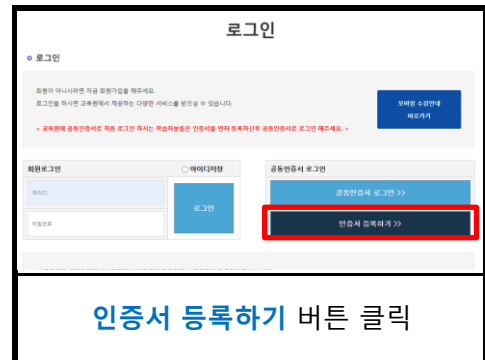 로그인
로그인
회원이 아니시라면 지금 회원가입을 해주세요.
로그인을 하시면 교육원에서 제공하는 다양한 서비스를 받으실 수 있습니다.
< 교육원에 공동인증서로 처음 로그인 하시는 학습자분들은 인증서를 먼저 등록하신후 공동인증서로 로그인 해주세요. >
모바일 수강안내
바로가기
회원로그인
아이디저장
아이디
비밀번호
로그인
공동인증서 로그인
공동인증서 로그인 >>
인증서 등록하기 >>
인증서 등록하기 버튼 클릭